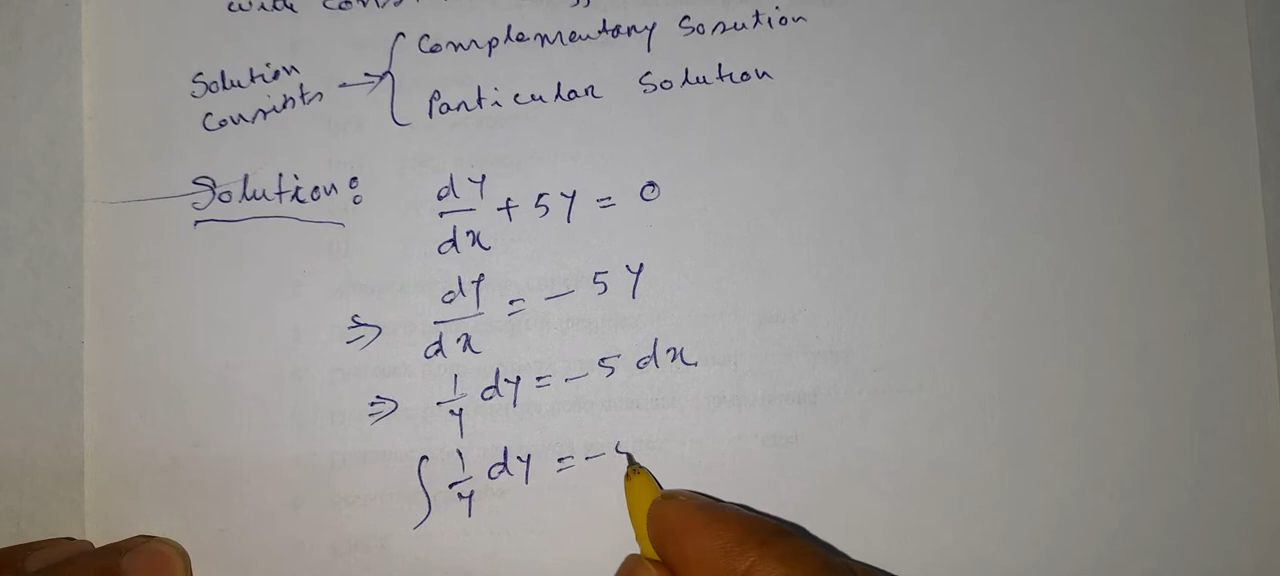 with
Complementary Sosution
Solution consists → {
Particular Solution
Solution: dy/dx + 5y = 0
⇒ dy/dx = - 5y
⇒ 1/y dy = - 5 dx
∫ 1/y dy = -